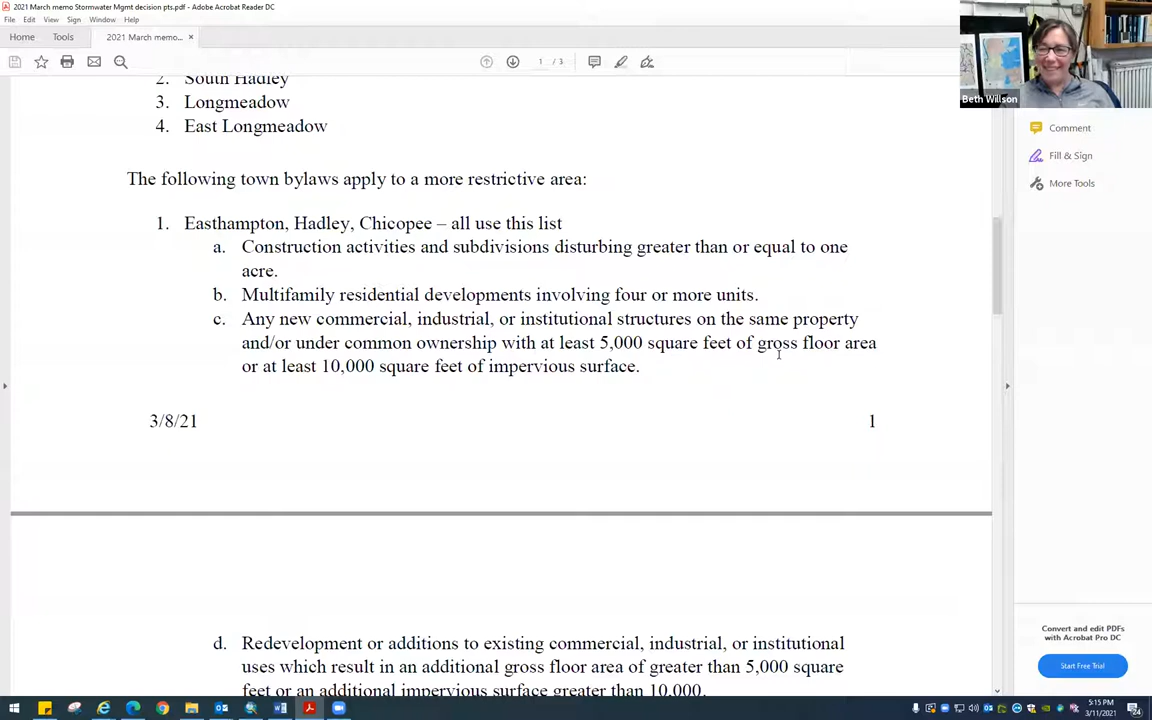 2021 March memo Stormwater Mgmt decision pts.pdf - Adobe Acrobat Reader DC
File Edit View Sign Window Help
Home Tools 2021 March memo... ×
1 / 3
Beth Willson
Comment
Fill & Sign
More Tools
2. South Hadley
3. Longmeadow
4. East Longmeadow
The following town bylaws apply to a more restrictive area:
1. Easthampton, Hadley, Chicopee – all use this list
a. Construction activities and subdivisions disturbing greater than or equal to one
acre.
b. Multifamily residential developments involving four or more units.
c. Any new commercial, industrial, or institutional structures on the same property
and/or under common ownership with at least 5,000 square feet of gross floor area
or at least 10,000 square feet of impervious surface.
3/8/21 1
d. Redevelopment or additions to existing commercial, industrial, or institutional
uses which result in an additional gross floor area of greater than 5,000 square
feet or an additional impervious surface greater than 10,000.
Convert and edit PDFs
with Acrobat Pro DC
Start Free Trial
5:15 PM
3/11/2021
24